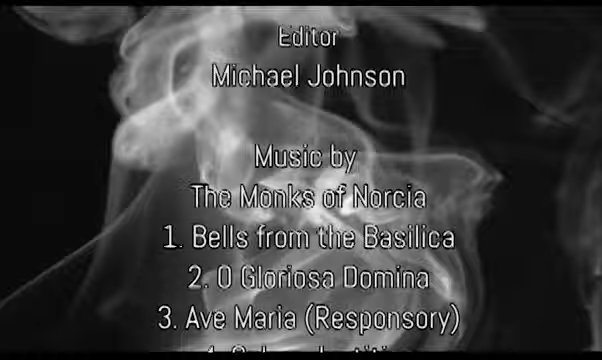 Editor
Michael Johnson
Music by
The Monks of Norcia
1. Bells from the Basilica
2. O Gloriosa Domina
3. Ave Maria (Responsory)